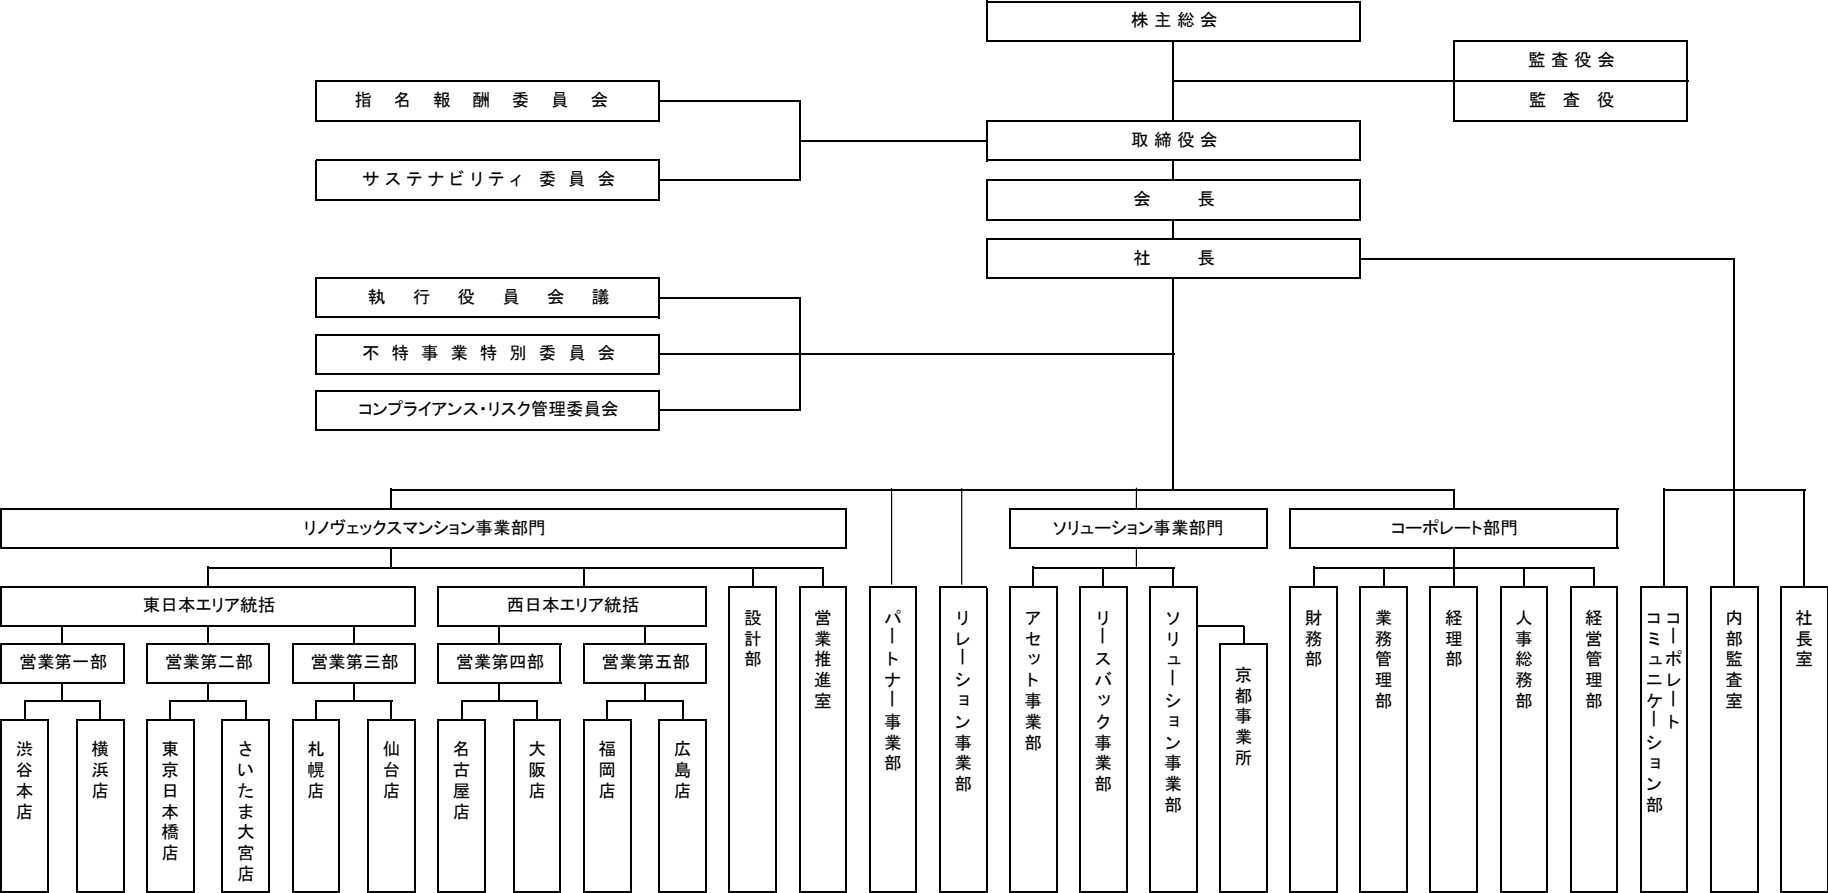 株主総会
監査役会
監査役
指名報酬委員会
取締役会
サステナビリティ委員会
会長
社長
執行役員会議
不特事業特別委員会
コンプライアンス・リスク管理委員会
リノヴェックスマンション事業部門
ソリューション事業部門
コーポレート部門
東日本エリア統括
西日本エリア統括
設計部
営業推進室
パートナー事業部
リレーション事業部
アセット事業部
リースバック事業部
ソリューション事業部
京都事業所
財務部
業務管理部
経理部
人事総務部
経営管理部
コーポレート
コミュニケーション部
内部監査室
社長室
営業第一部
営業第二部
営業第三部
営業第四部
営業第五部
渋谷本店
横浜店
東京日本橋店
さいたま大宮店
札幌店
仙台店
名古屋店
大阪店
福岡店
広島店